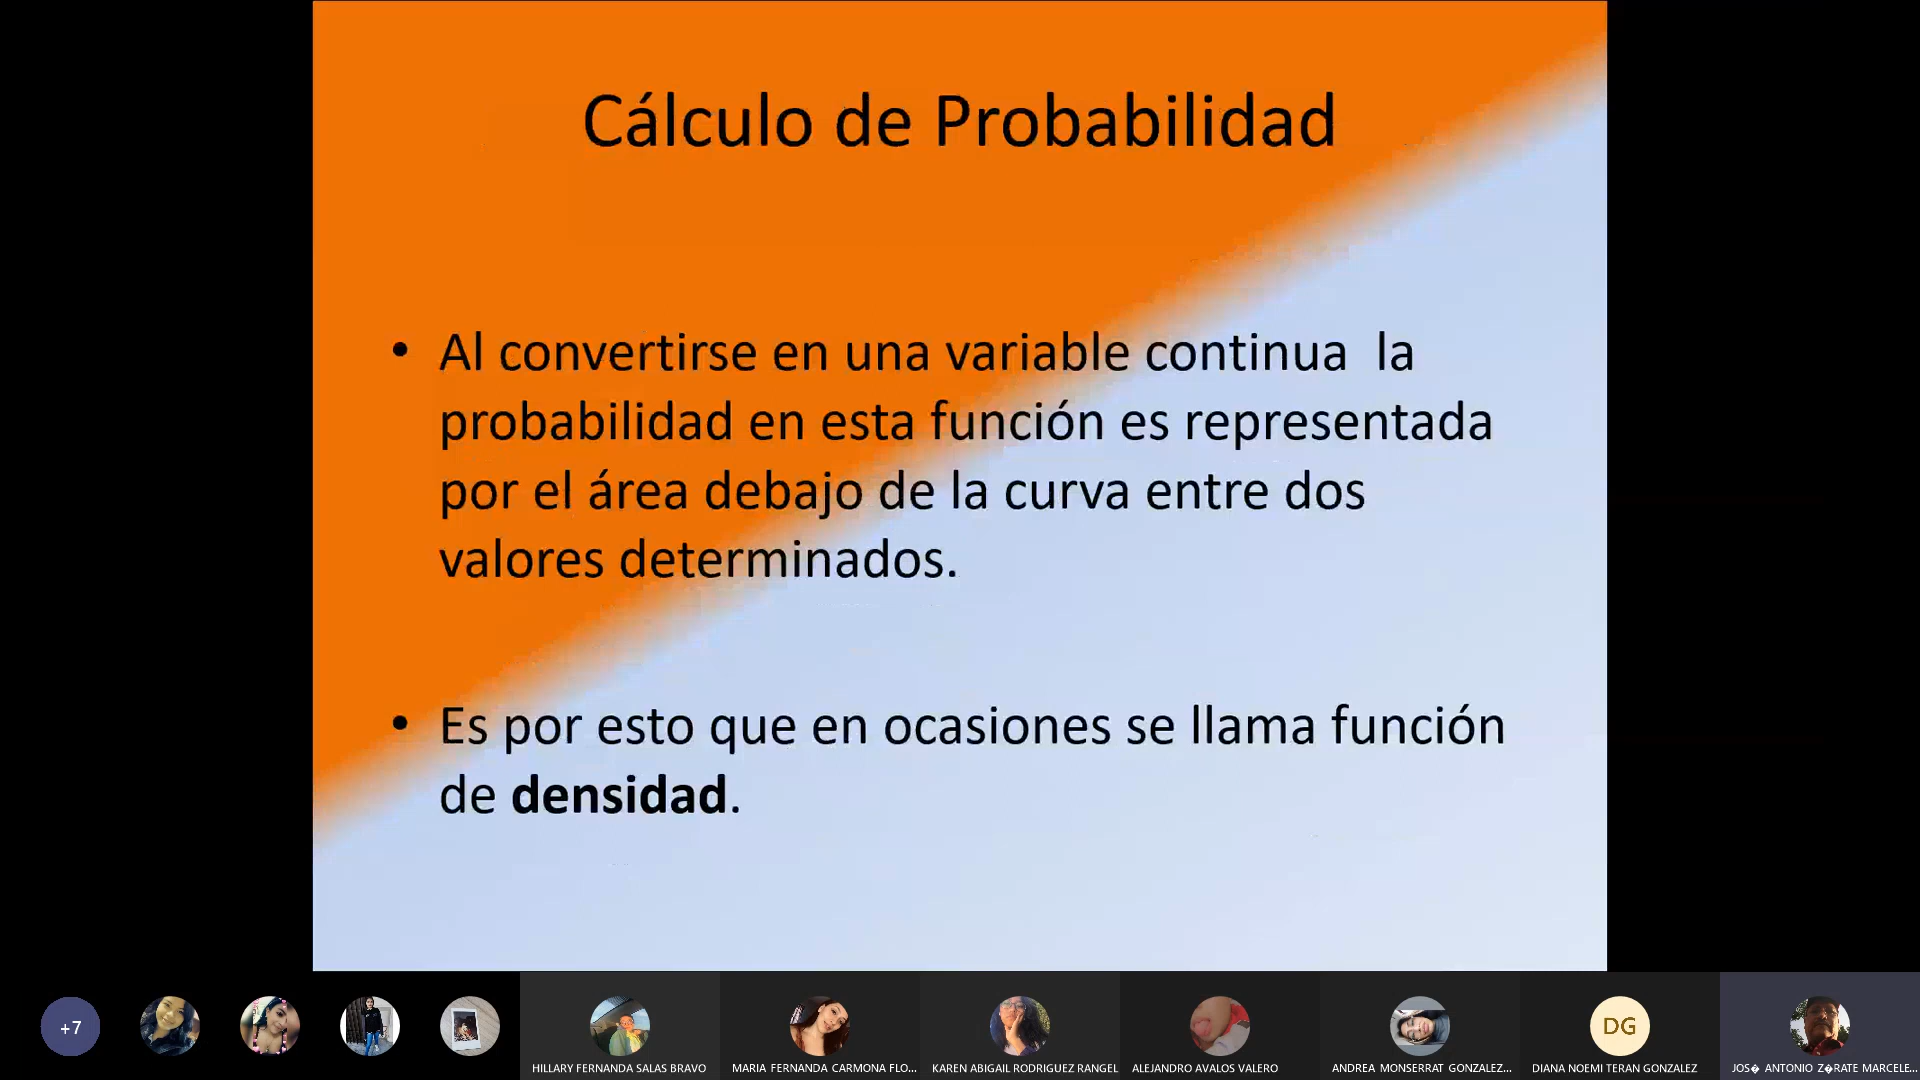 Cálculo de Probabilidad
• Al convertirse en una variable continua  la
probabilidad en esta función es representada
por el área debajo de la curva entre dos
valores determinados.
• Es por esto que en ocasiones se llama función
de densidad.
+7
DG
HILLARY FERNANDA SALAS BRAVO
MARIA FERNANDA CARMONA FLO...
KAREN ABIGAIL RODRIGUEZ RANGEL
ALEJANDRO AVALOS VALERO
ANDREA MONSERRAT GONZALEZ...
DIANA NOEMI TERAN GONZALEZ
JOS� ANTONIO Z�RATE MARCELE...